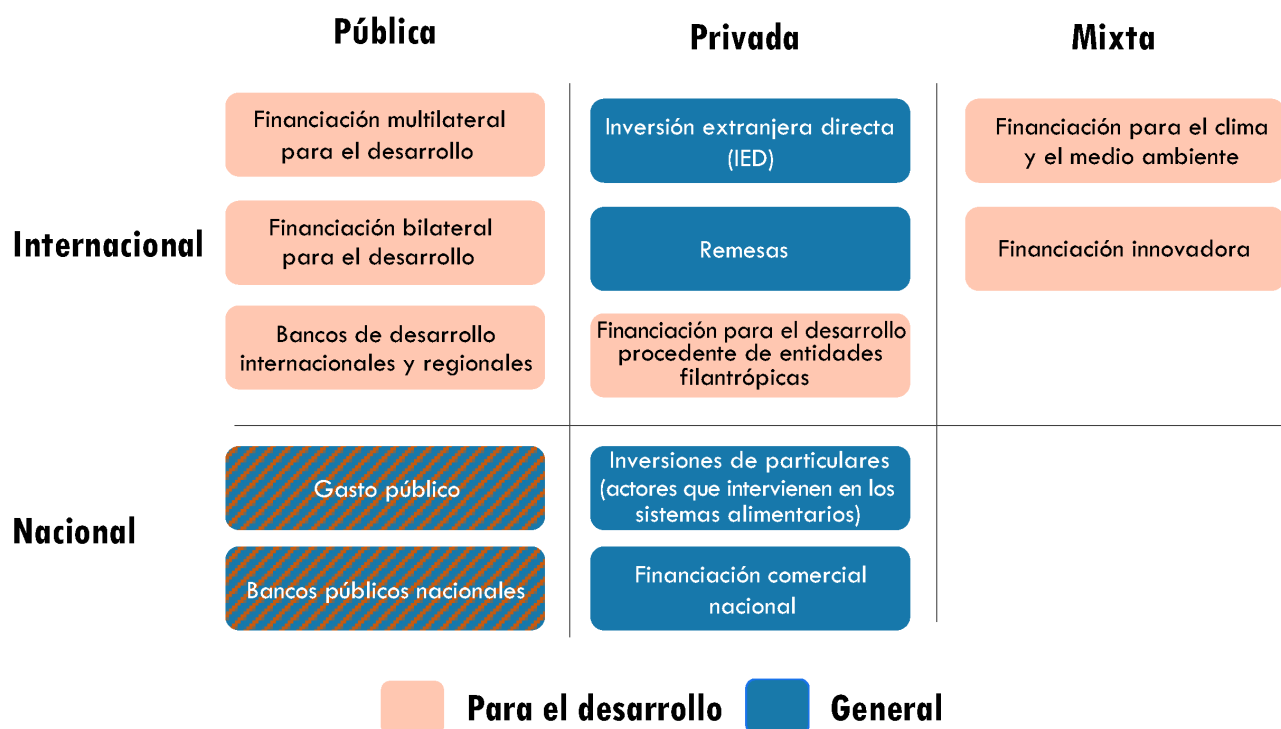 Pública
Privada
Mixta
Internacional
Financiación multilateral
para el desarrollo
Financiación bilateral
para el desarrollo
Bancos de desarrollo
internacionales y regionales
Inversión extranjera directa
(IED)
Remesas
Financiación para el desarrollo
procedente de entidades
filantrópicas
Financiación para el clima
y el medio ambiente
Financiación innovadora
Nacional
Gasto público
Bancos públicos nacionales
Inversiones de particulares
(actores que intervienen en los
sistemas alimentarios)
Financiación comercial
nacional
Para el desarrollo
General